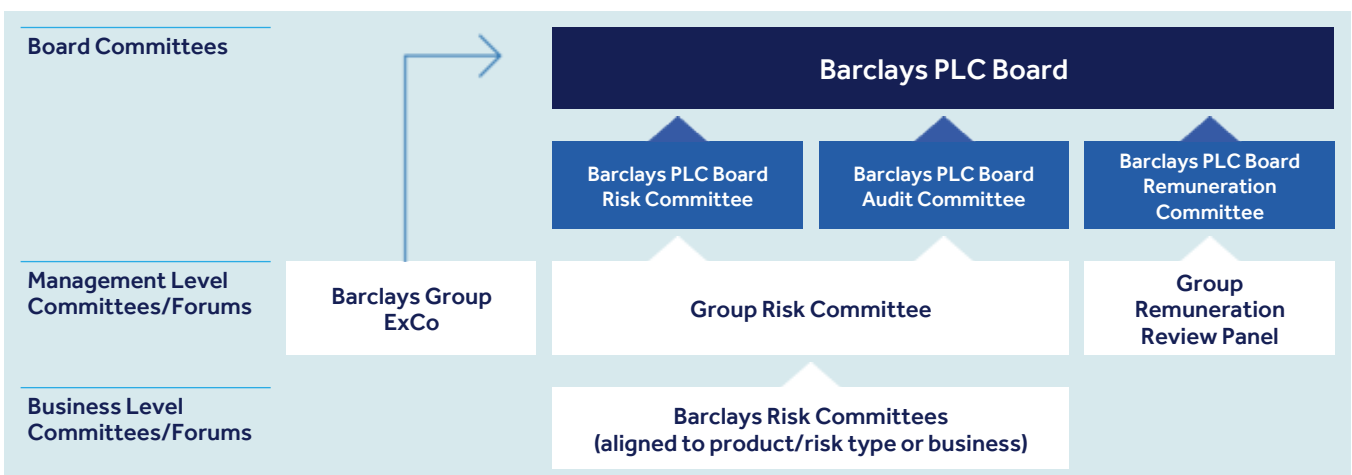 Board Committees
Barclays PLC Board
Barclays PLC Board
Risk Committee
Barclays PLC Board
Audit Committee
Barclays PLC Board
Remuneration
Committee
Management Level
Committees/Forums
Barclays Group
ExCo
Group Risk Committee
Group
Remuneration
Review Panel
Business Level
Committees/Forums
Barclays Risk Committees
(aligned to product/risk type or business)